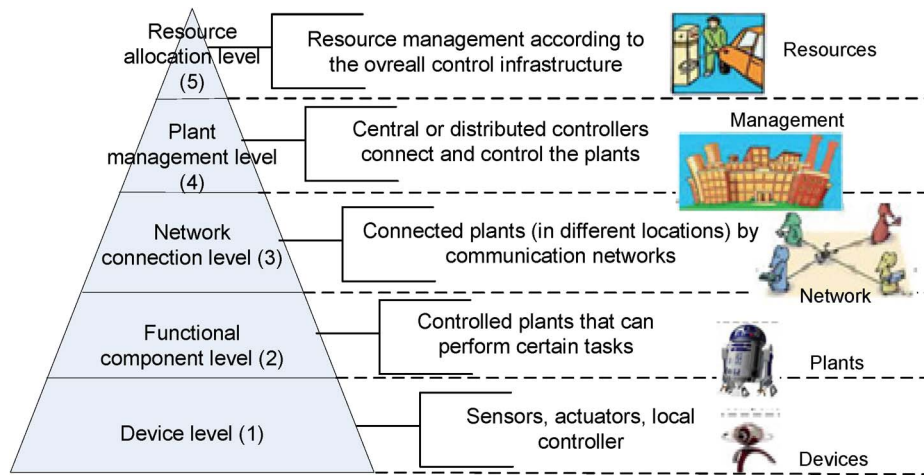 Resource
allocation level
(5)
Resource management according to
the ovreall control infrastructure
Resources
Plant
management level
(4)
Central or distributed controllers
connect and control the plants
Management
Network
connection level (3)
Connected plants (in different locations) by
communication networks
Network
Functional
component level (2)
Controlled plants that can
perform certain tasks
Plants
Device level (1)
Sensors, actuators, local
controller
Devices